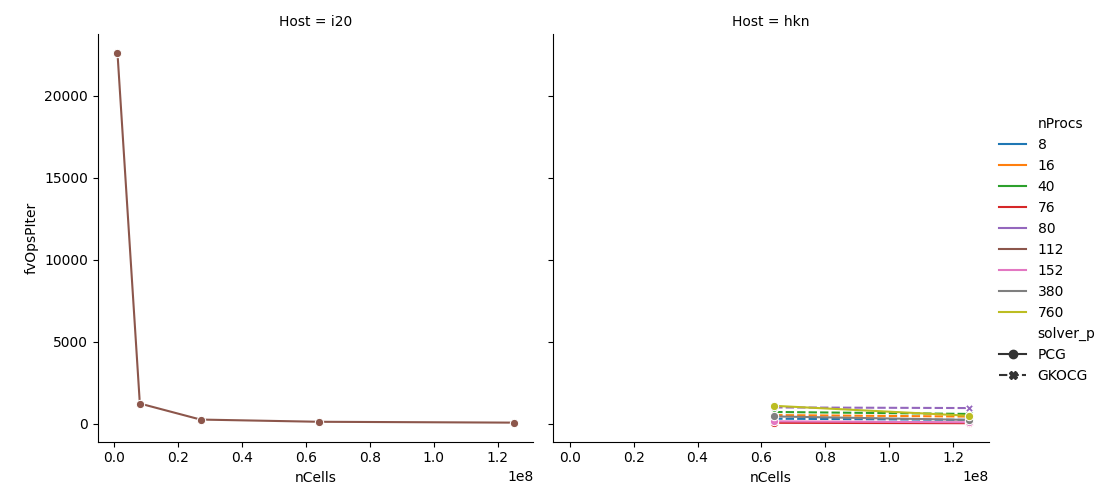 Host = i20
Host = hkn
fvOpsPIter
20000
15000
10000
5000
0
0.0 0.2 0.4 0.6 0.8 1.0 1.2
1e8
nCells
0.0 0.2 0.4 0.6 0.8 1.0 1.2
1e8
nCells
nProcs
8
16
40
76
80
112
152
380
760
solver_p
PCG
GKOCG